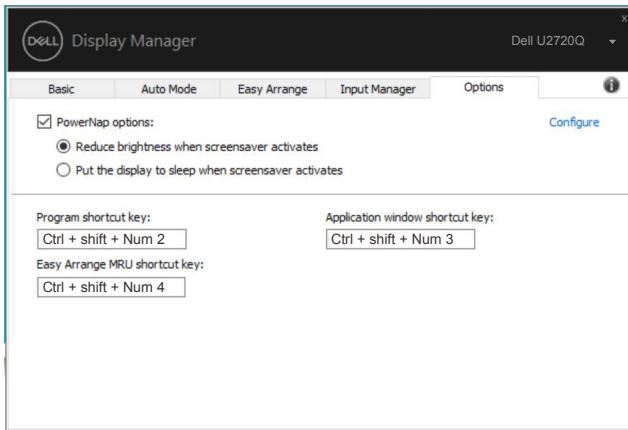 x
DELL Display Manager Dell U2720Q
Basic Auto Mode Easy Arrange Input Manager Options i
PowerNap options: Configure
Reduce brightness when screensaver activates
Put the display to sleep when screensaver activates
Program shortcut key: Application window shortcut key:
Ctrl + shift + Num 2 Ctrl + shift + Num 3
Easy Arrange MRU shortcut key:
Ctrl + shift + Num 4